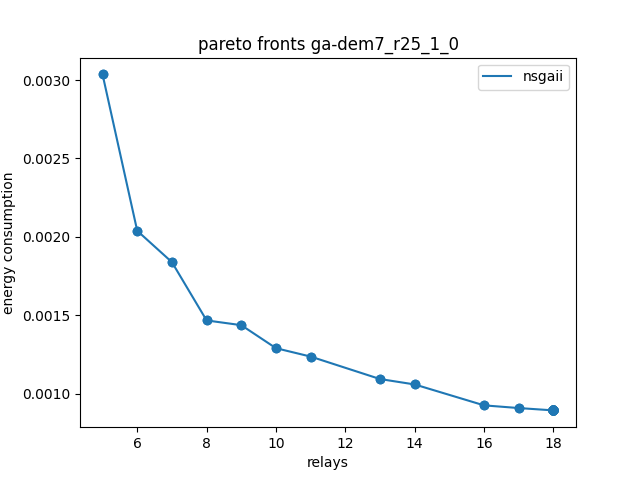 pareto fronts ga-dem7_r25_1_0
nsgaii
0.0030
0.0025
0.0020
0.0015
0.0010
energy consumption
6 8 10 12 14 16 18
relays